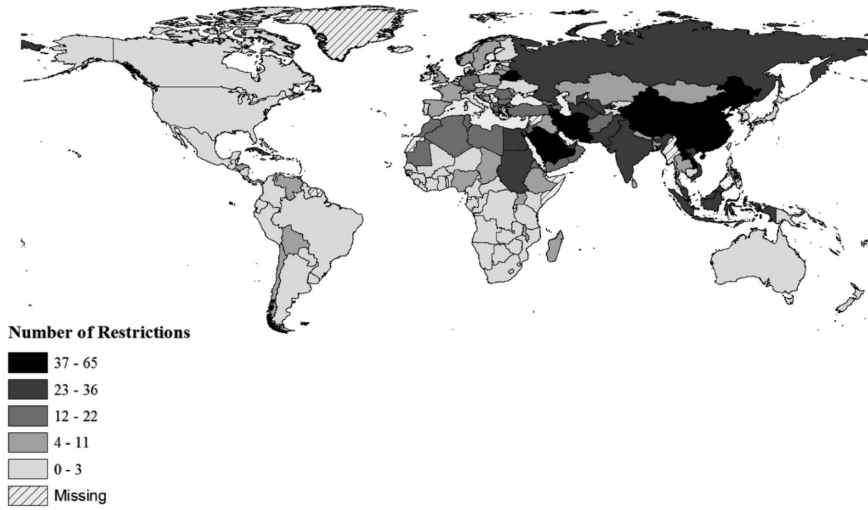 Number of Restrictions
37 - 65
23 - 36
12 - 22
4 - 11
0 - 3
Missing